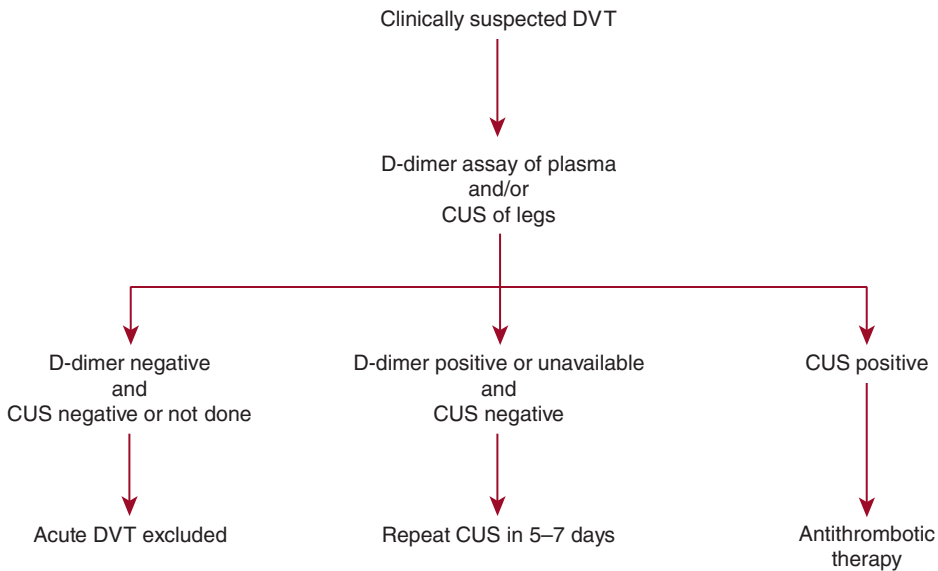 Clinically suspected DVT
D-dimer assay of plasma
and/or
CUS of legs
D-dimer negative
and
CUS negative or not done
D-dimer positive or unavailable
and
CUS negative
CUS positive
Acute DVT excluded
Repeat CUS in 5–7 days
Antithrombotic
therapy